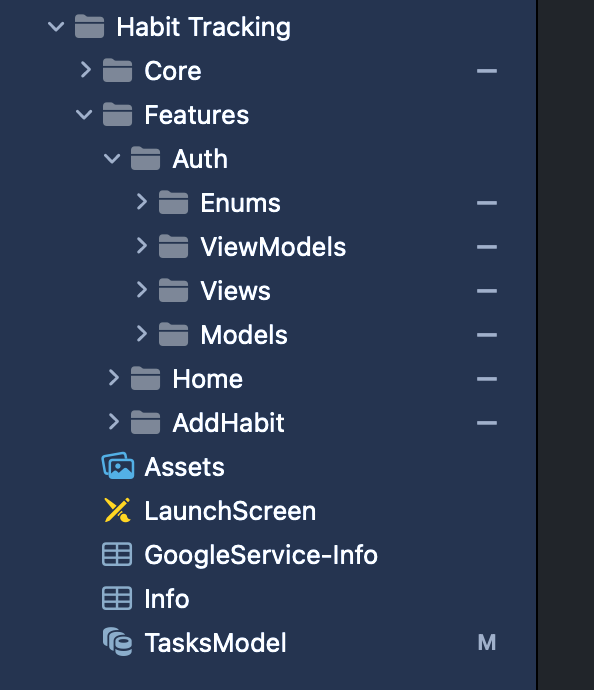 Habit Tracking
Core
Features
Auth
Enums
ViewModels
Views
Models
Home
AddHabit
Assets
LaunchScreen
GoogleService-Info
Info
TasksModel M